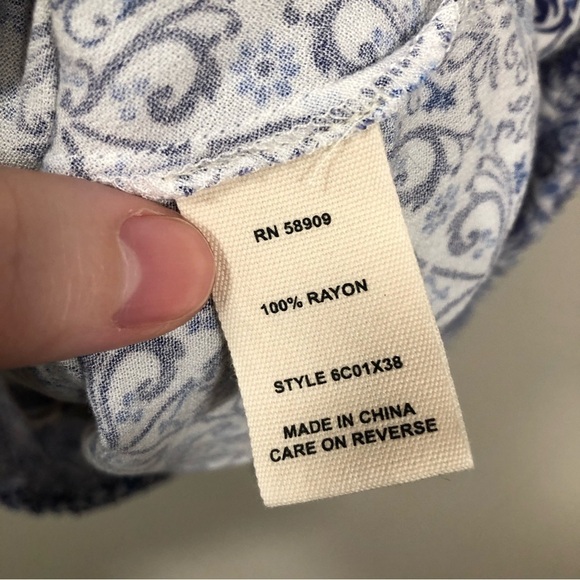 RN 58909
100% RAYON
STYLE 6C01X38
MADE IN CHINA
CARE ON REVERSE